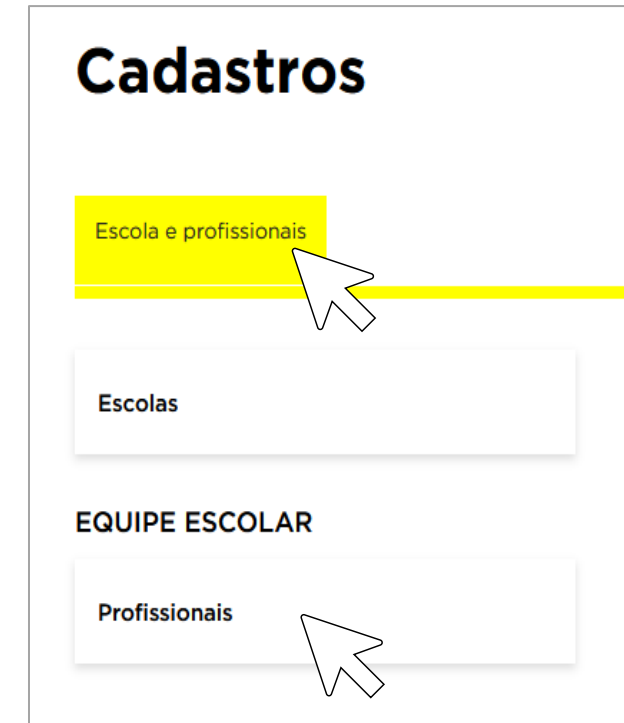 Cadastros
Escola e profissionais
Escolas
EQUIPE ESCOLAR
Profissionais